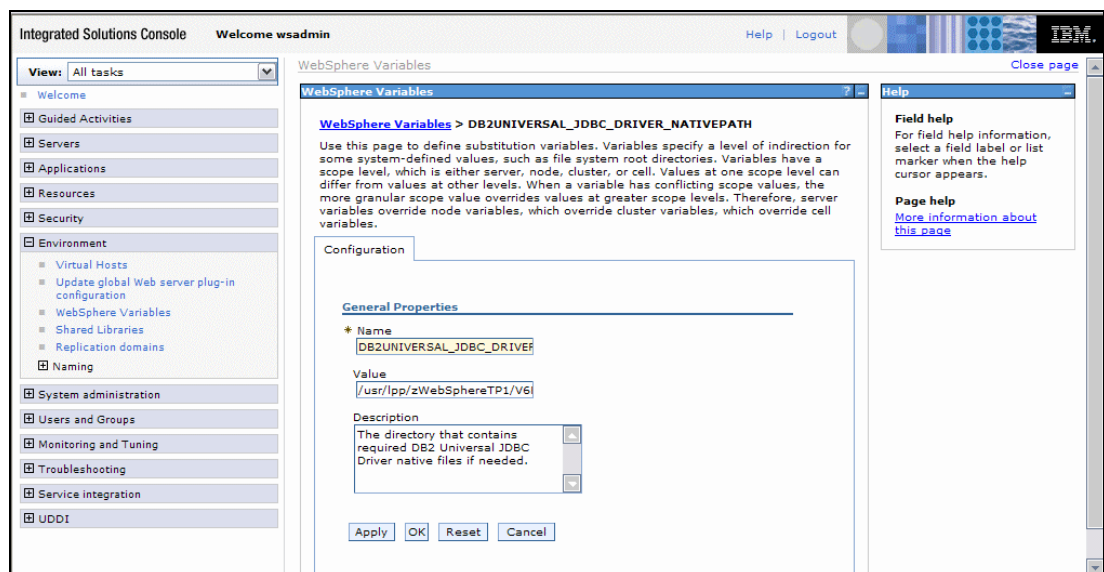 Integrated Solutions Console Welcome wsadmin
Help | Logout
IBM.
View: All tasks
Welcome
Guided Activities
Servers
Applications
Resources
Security
Environment
Virtual Hosts
Update global Web server plug-in
configuration
WebSphere Variables
Shared Libraries
Replication domains
Naming
System administration
Users and Groups
Monitoring and Tuning
Troubleshooting
Service integration
UDDI
WebSphere Variables
Close page
WebSphere Variables ? -
WebSphere Variables > DB2UNIVERSAL_JDBC_DRIVER_NATIVEPATH
Use this page to define substitution variables. Variables specify a level of indirection for
some system-defined values, such as file system root directories. Variables have a
scope level, which is either server, node, cluster, or cell. Values at one scope level can
differ from values at other levels. When a variable has conflicting scope values, the
more granular scope value overrides values at greater scope levels. Therefore, server
variables override node variables, which override cluster variables, which override cell
variables.
Configuration
General Properties
* Name
DB2UNIVERSAL_JDBC_DRIVER
Value
/usr/lpp/zWebSphereTP1/V6
Description
The directory that contains
required DB2 Universal JDBC
Driver native files if needed.
Apply OK Reset Cancel
Help -
Field help
For field help information,
select a field label or list
marker when the help
cursor appears.
Page help
More information about
this page